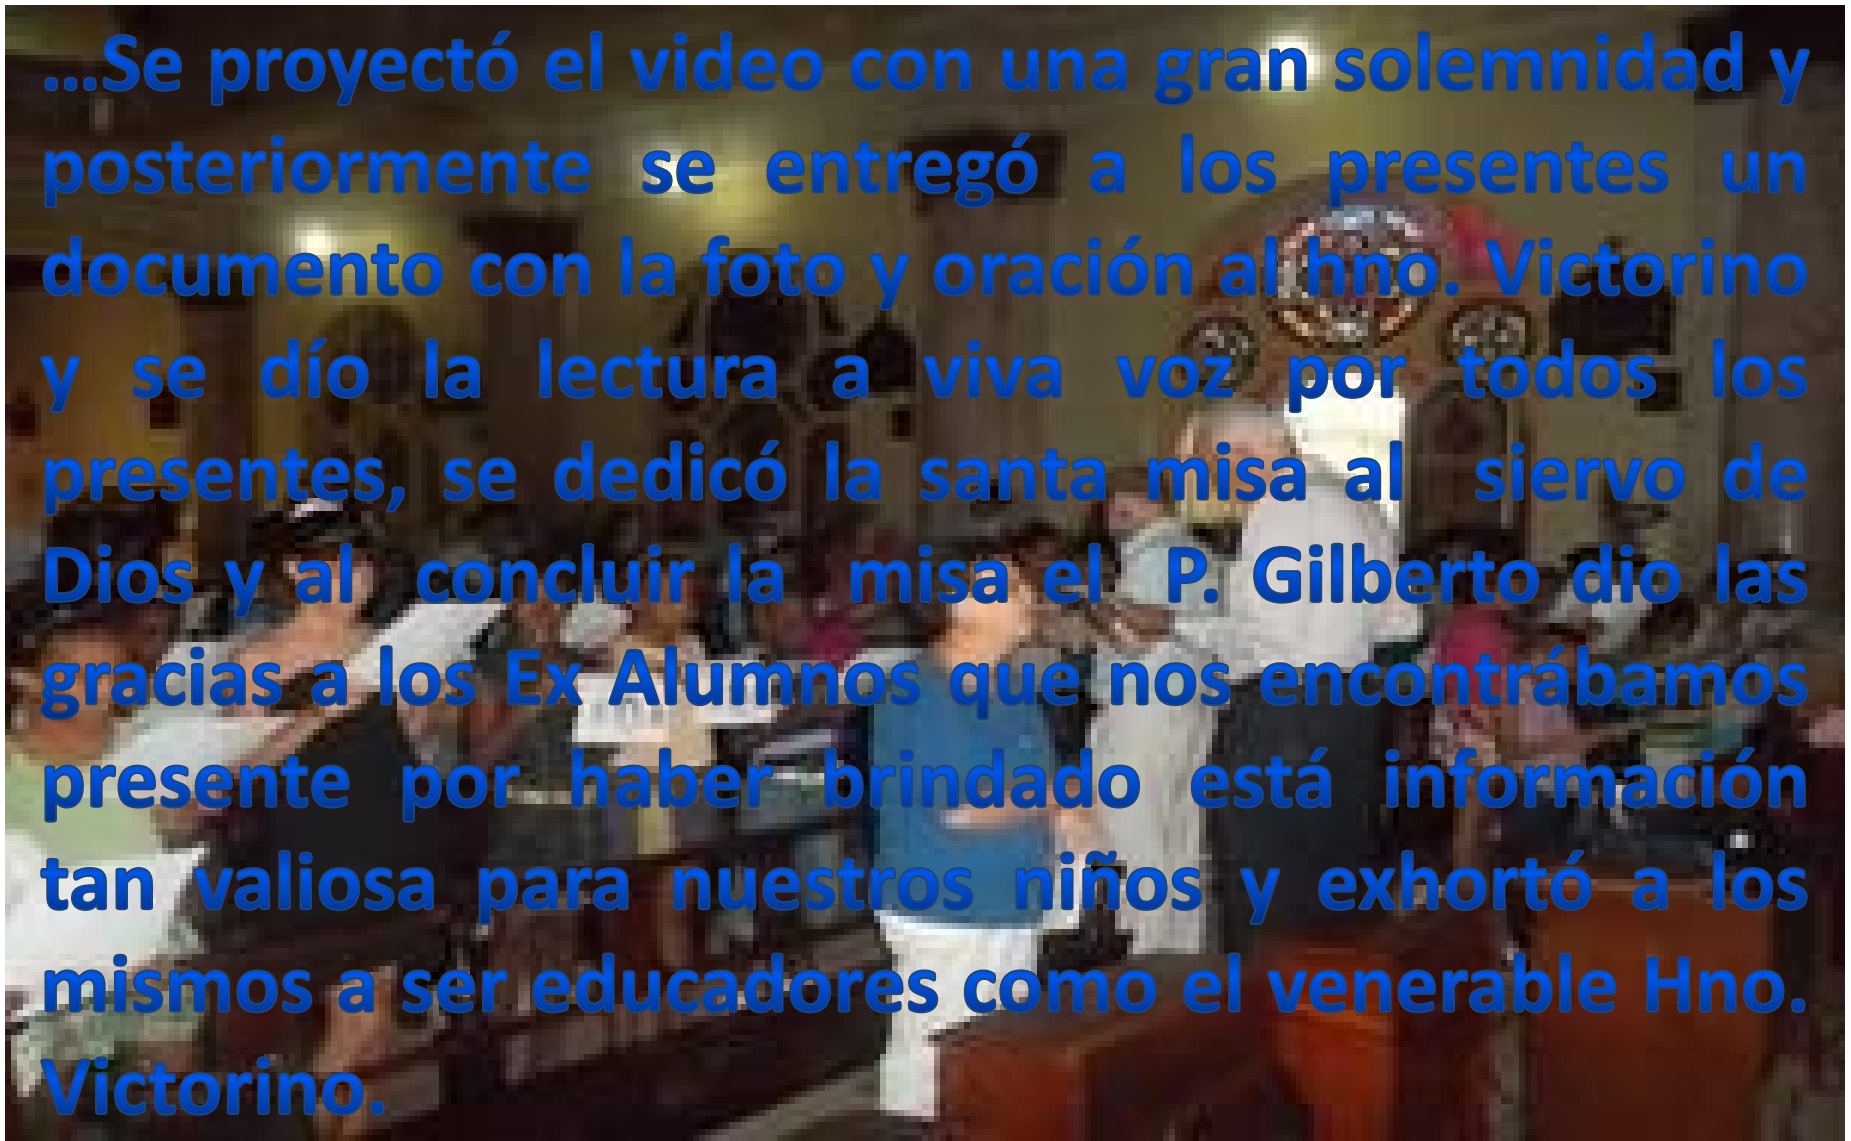 ...Se proyectó el video con una gran solemnidad y
posteriormente se entregó a los presentes un
documento con la foto y oración al hno. Victorino
y se dío la lectura a viva voz por todos los
presentes, se dedicó la santa misa al siervo de
Dios y al concluir la misa el P. Gilberto dio las
gracias a los Ex Alumnos que nos encontrábamos
presente por haber brindado está información
tan valiosa para nuestros niños y exhortó a los
mismos a ser educadores como el venerable Hno.
Victorino.